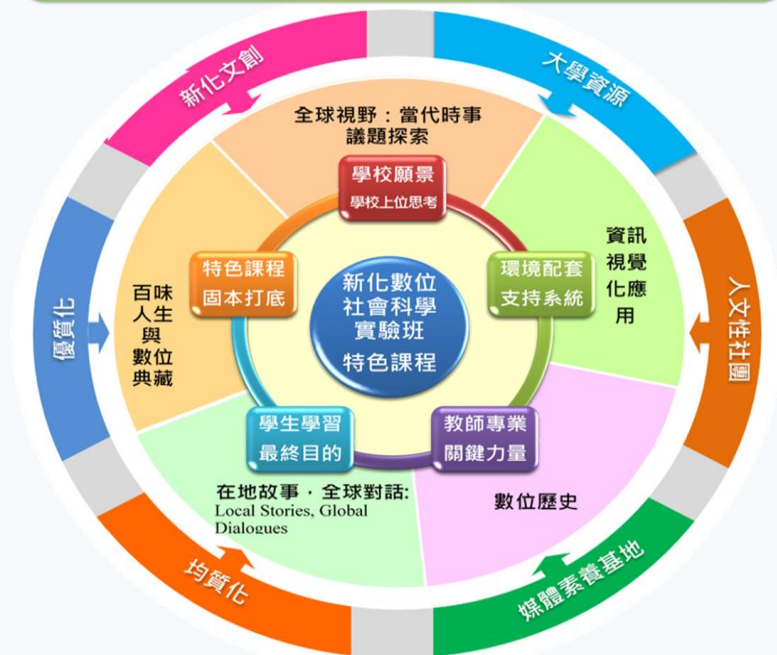 新化文創
大學資源
人文性社團
媒體素養基地
均質化
優質化
全球視野：當代時事
議題探索
資訊
視覺
化應
用
數位歷史
在地故事，全球對話:
Local Stories, Global
Dialogues
百味
人生
與
數位
典藏
學校願景
學校上位思考
環境配套
支持系統
教師專業
關鍵力量
學生學習
最終目的
特色課程
固本打底
新化數位
社會科學
實驗班
特色課程